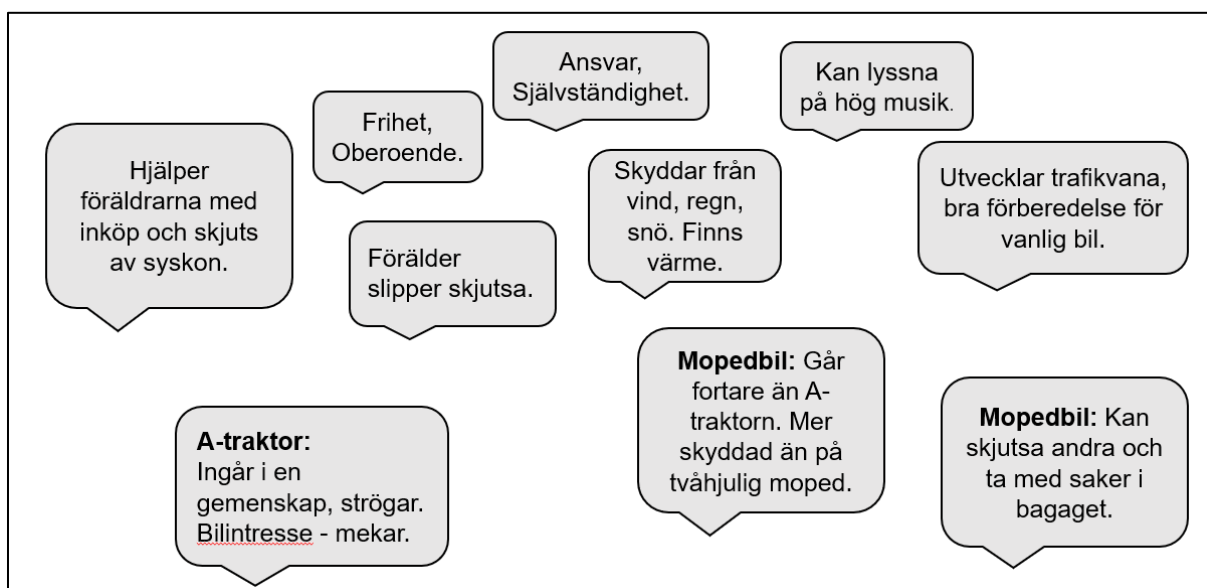 Ansvar,
Självständighet.
Kan lyssna
på hög musik.
Frihet,
Oberoende.
Hjälper
föräldrarna med
inköp och skjuts
av syskon.
Skyddar från
vind, regn,
snö. Finns
värme.
Utvecklar trafikvana,
bra förberedelse för
vanlig bil.
Förälder
slipper skjutsa.
Mopedbil: Går
fortare än A-
traktorn. Mer
skyddad än på
tvåhjulig moped.
Mopedbil: Kan
skjutsa andra och
ta med saker i
bagaget.
A-traktor:
Ingår i en
gemenskap, strögar.
Bilintresse - mekar.